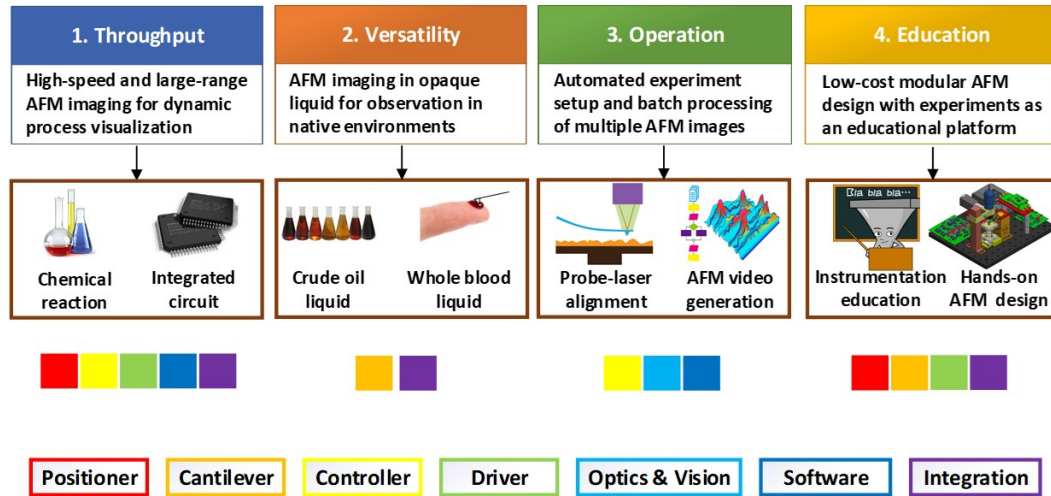 1. Throughput
High-speed and large-range
AFM imaging for dynamic
process visualization
Chemical
reaction
Integrated
circuit
2. Versatility
AFM imaging in opaque
liquid for observation in
native environments
Crude oil
liquid
Whole blood
liquid
3. Operation
Automated experiment
setup and batch processing
of multiple AFM images
Probe-laser
alignment
AFM video
generation
4. Education
Low-cost modular AFM
design with experiments as
an educational platform
Bla bla bla...
Instrumentation
education
Hands-on
AFM design
Positioner
Cantilever
Controller
Driver
Optics & Vision
Software
Integration